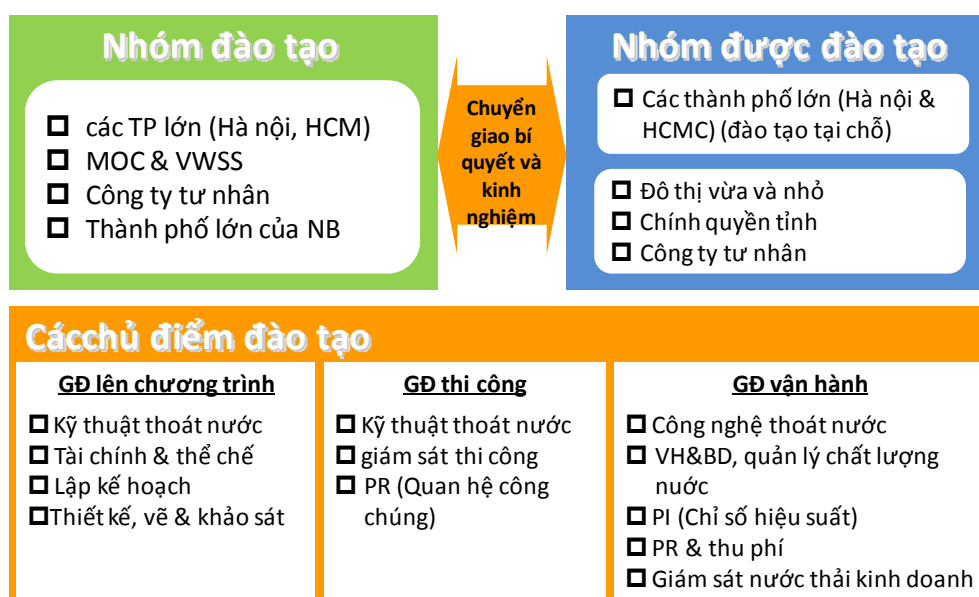 Nhóm đào tạo
các TP lớn (Hà nội, HCM)
MOC & VWSS
Công ty tư nhân
Thành phố lớn của NB
Chuyển
giao bí
quyết và
kinh
nghiệm
Nhóm được đào tạo
Các thành phố lớn (Hà nội &
HCMC) (đào tạo tại chỗ)
Đô thị vừa và nhỏ
Chính quyền tỉnh
Công ty tư nhân
Cácchủ điểm đào tạo
GĐ lên chương trình
Kỹ thuật thoát nước
Tài chính & thể chế
Lập kế hoạch
Thiết kế, vẽ & khảo sát
GĐ thi công
Kỹ thuật thoát nước
giám sát thi công
PR (Quan hệ công
chúng)
GĐ vận hành
Công nghệ thoát nước
VH&BD, quản lý chất lượng
nuớc
PI (Chỉ số hiệu suất)
PR & thu phí
Giám sát nước thải kinh doanh